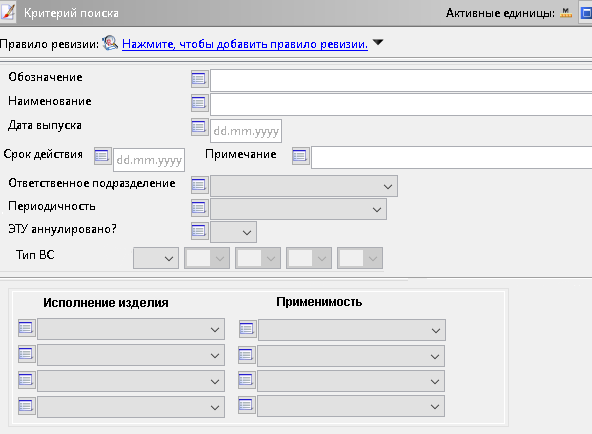 Критерий поиска Активные единицы: м
Правило ревизии: Нажмите, чтобы добавить правило ревизии.
Обозначение
Наименование
Дата выпуска dd.mm.yyyy
Срок действия dd.mm.yyyy Примечание
Ответственное подразделение
Периодичность
ЭТУ аннулировано?
Тип ВС
Исполнение изделия Применимость